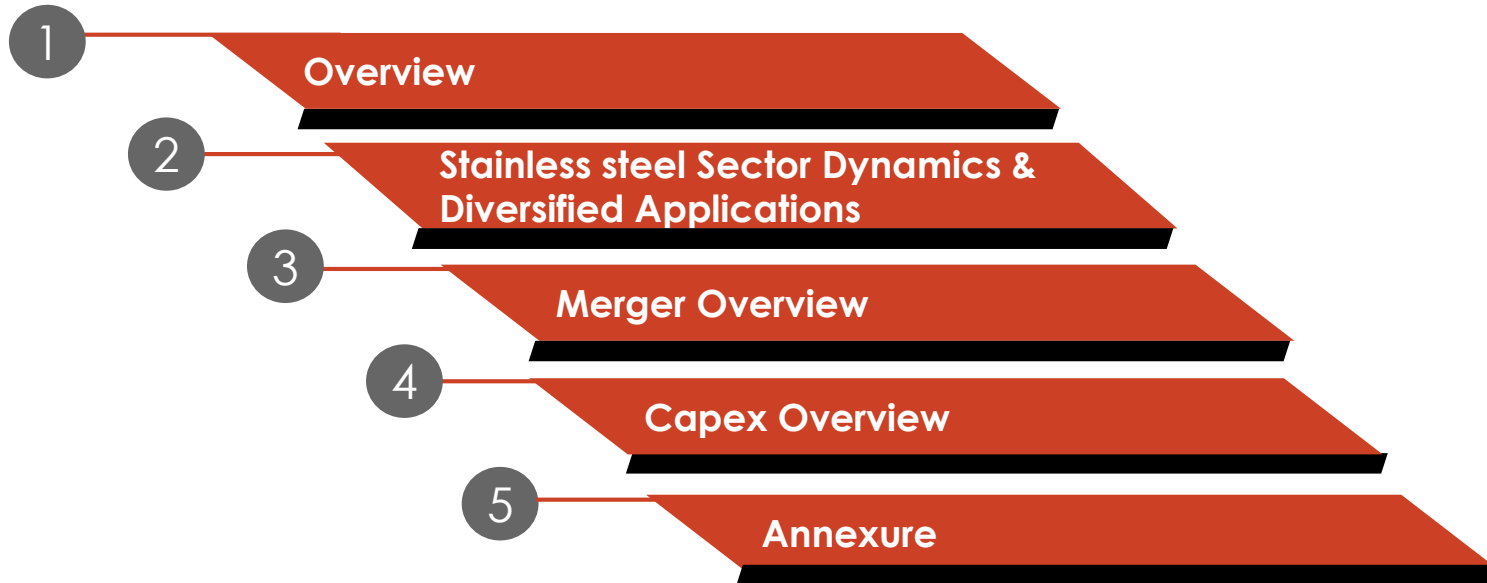 1
Overview
2
Stainless steel Sector Dynamics &
Diversified Applications
3
Merger Overview
4
Capex Overview
5
Annexure